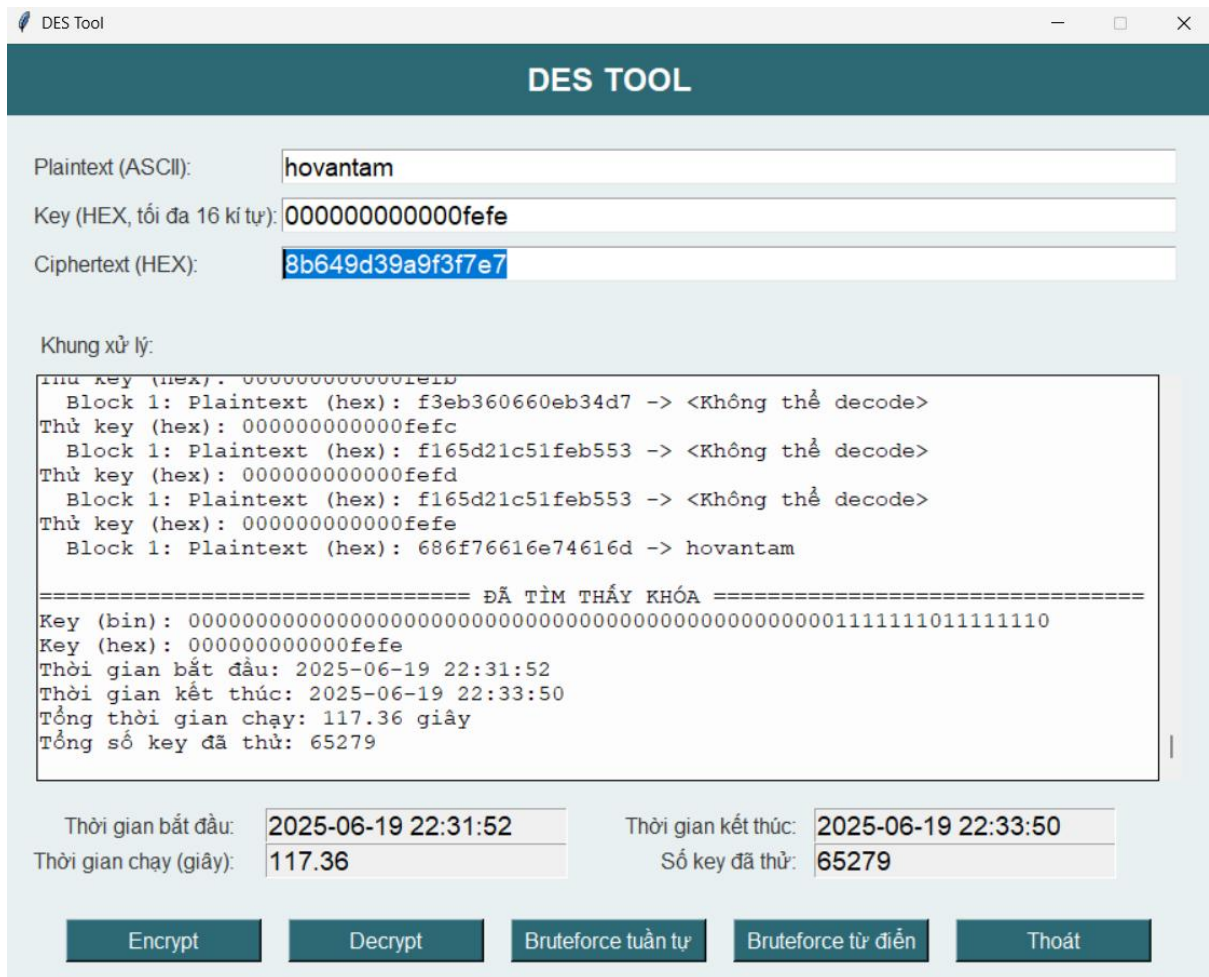 DES Tool
DES TOOL
Plaintext (ASCII): hovantam
Key (HEX, tối đa 16 kí tự): 000000000000fefe
Ciphertext (HEX): 8b649d39a9f3f7e7
Khung xử lý:
Thử key (hex): 000000000000fefb
Block 1: Plaintext (hex): f3eb360660eb34d7 -> <Không thể decode>
Thử key (hex): 000000000000fefc
Block 1: Plaintext (hex): f165d21c51feb553 -> <Không thể decode>
Thử key (hex): 000000000000fefd
Block 1: Plaintext (hex): f165d21c51feb553 -> <Không thể decode>
Thử key (hex): 000000000000fefe
Block 1: Plaintext (hex): 686f76616e74616d -> hovantam
================================ ĐÃ TÌM THẤY KHÓA ================================
Key (bin): 0000000000000000000000000000000000000000000000001111111011111110
Key (hex): 000000000000fefe
Thời gian bắt đầu: 2025-06-19 22:31:52
Thời gian kết thúc: 2025-06-19 22:33:50
Tổng thời gian chạy: 117.36 giây
Tổng số key đã thử: 65279
Thời gian bắt đầu: 2025-06-19 22:31:52 Thời gian kết thúc: 2025-06-19 22:33:50
Thời gian chạy (giây): 117.36 Số key đã thử: 65279
Encrypt Decrypt Bruteforce tuần tự Bruteforce từ điển Thoát